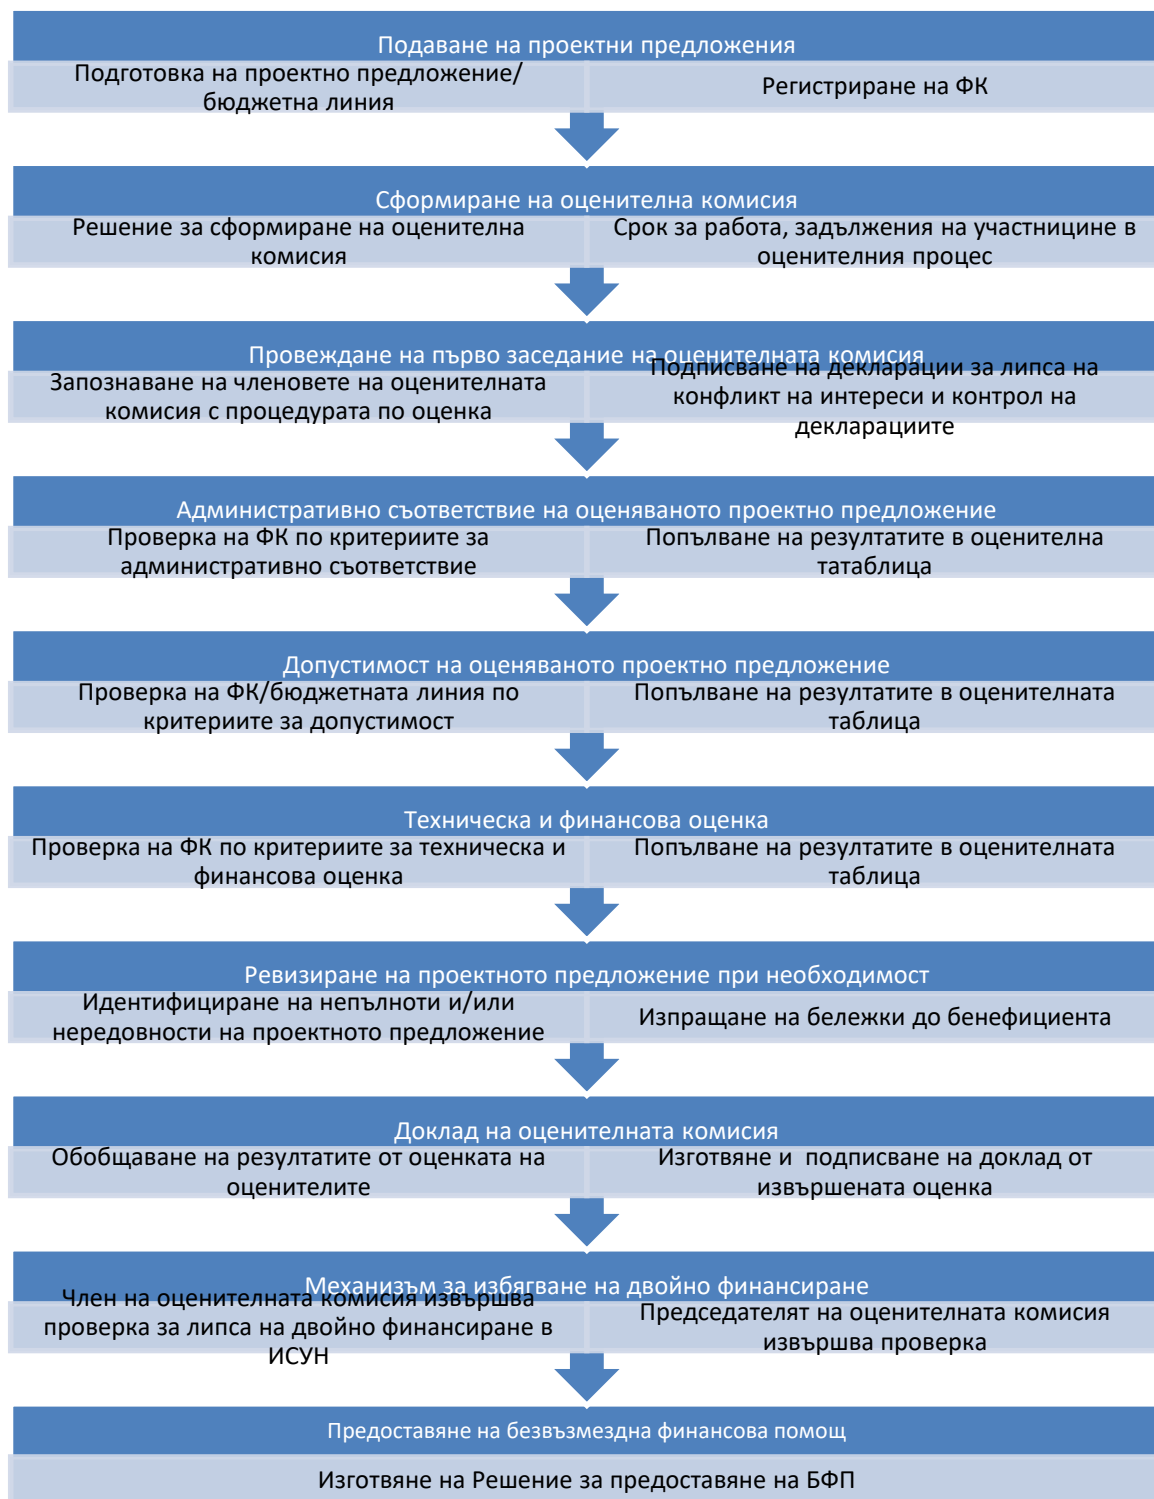 Подаване на проектни предложения
Подготовка на проектно предложение/
бюджетна линия
Регистриране на ФК
Сформиране на оценителна комисия
Решение за сформиране на оценителна
комисия
Срок за работа, задължения на участницине в
оценителния процес
Провеждане на първо заседание на оценителната комисия
Запознаване на членовете на оценителната
комисия с процедурата по оценка
Подписване на декларации за липса на
конфликт на интереси и контрол на
декларациите
Административно съответствие на оценяваното проектно предложение
Проверка на ФК по критериите за
административно съответствие
Попълване на резултатите в оценителна
татаблица
Допустимост на оценяваното проектно предложение
Проверка на ФК/бюджетната линия по
критериите за допустимост
Попълване на резултатите в оценителната
таблица
Техническа и финансова оценка
Проверка на ФК по критериите за техническа и
финансова оценка
Попълване на резултатите в оценителната
таблица
Ревизиране на проектното предложение при необходимост
Идентифициране на непълноти и/или
нередовности на проектното предложение
Изпращане на бележки до бенефициента
Доклад на оценителната комисия
Обобщаване на резултатите от оценката на
оценителите
Изготвяне и  подписване на доклад от
извършената оценка
Механизъм за избягване на двойно финансиране
Член на оценителната комисия извършва
проверка за липса на двойно финансиране в
ИСУН
Председателят на оценителната комисия
извършва проверка
Предоставяне на безвъзмездна финансова помощ
Изготвяне на Решение за предоставяне на БФП